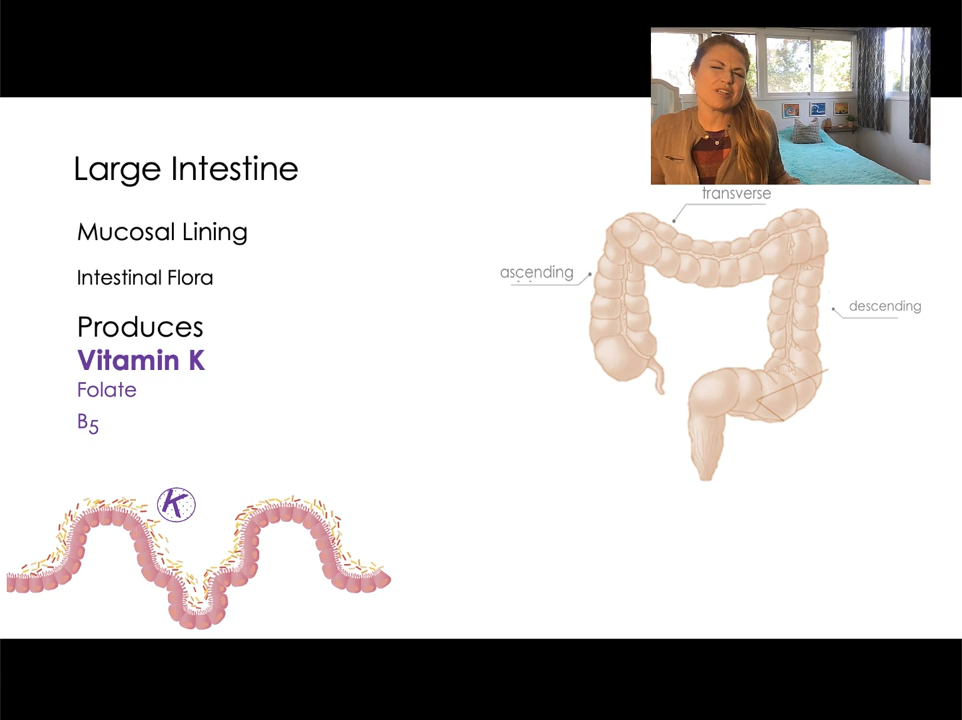 Large Intestine
Mucosal Lining
Intestinal Flora
Produces
Vitamin K
Folate
B5
K
transverse
ascending
descending